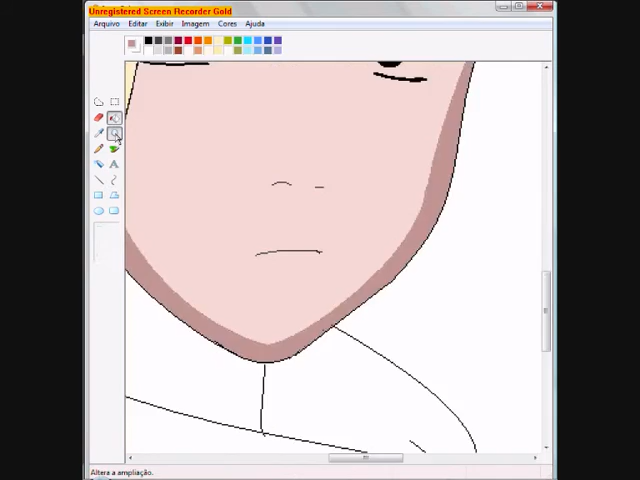 Unregistered Screen Recorder Gold
Arquivo Editar Exibir Imagem Cores Ajuda
A
Altera a ampliação.